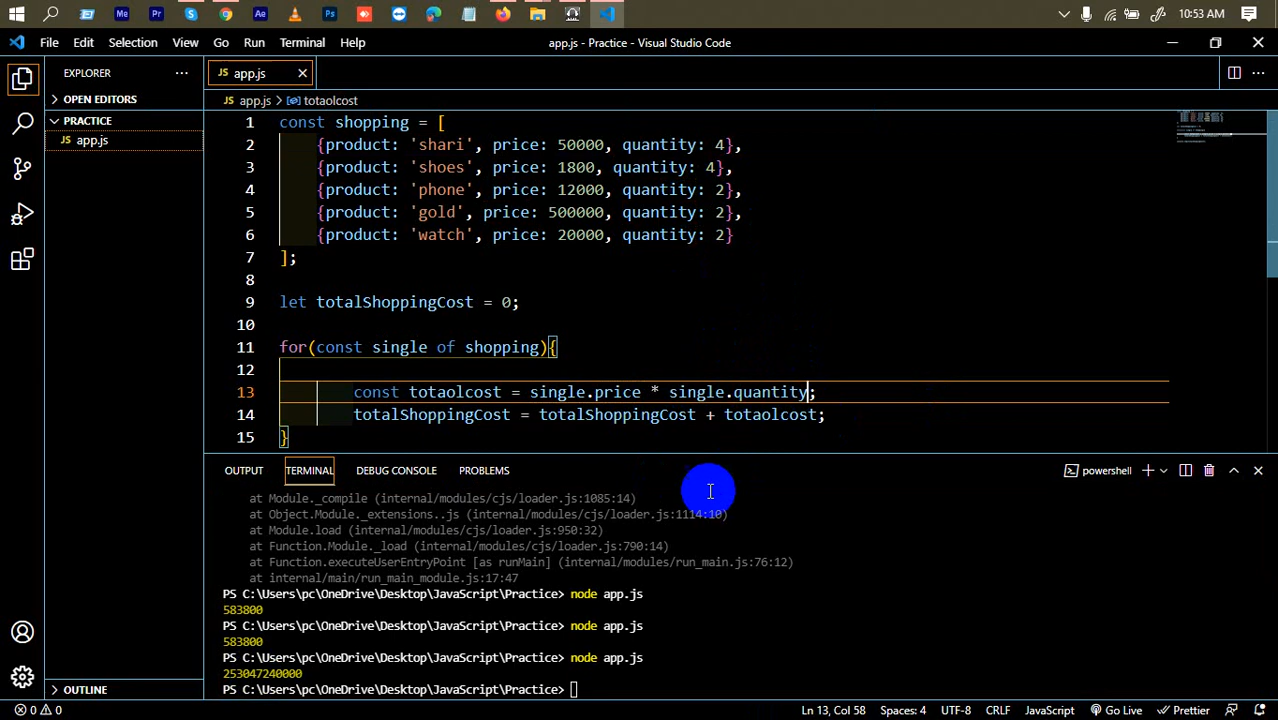 10:53 AM
File Edit Selection View Go Run Terminal Help
app.js - Practice - Visual Studio Code
EXPLORER
OPEN EDITORS
PRACTICE
JS app.js
OUTLINE
JS app.js
JS app.js > totaolcost
1 const shopping = [
2 {product: 'shari', price: 50000, quantity: 4},
3 {product: 'shoes', price: 1800, quantity: 4},
4 {product: 'phone', price: 12000, quantity: 2},
5 {product: 'gold', price: 500000, quantity: 2},
6 {product: 'watch', price: 20000, quantity: 2}
7 ];
8
9 let totalShoppingCost = 0;
10
11 for(const single of shopping){
12
13 const totaolcost = single.price * single.quantity;
14 totalShoppingCost = totalShoppingCost + totaolcost;
15 }
OUTPUT TERMINAL DEBUG CONSOLE PROBLEMS
powershell
at Module._compile (internal/modules/cjs/loader.js:1085:14)
at Object.Module._extensions..js (internal/modules/cjs/loader.js:1114:10)
at Module.load (internal/modules/cjs/loader.js:950:32)
at Function.Module._load (internal/modules/cjs/loader.js:790:14)
at Function.executeUserEntryPoint [as runMain] (internal/modules/run_main.js:76:12)
at internal/main/run_main_module.js:17:47
PS C:\Users\pc\OneDrive\Desktop\JavaScript\Practice> node app.js
583800
PS C:\Users\pc\OneDrive\Desktop\JavaScript\Practice> node app.js
583800
PS C:\Users\pc\OneDrive\Desktop\JavaScript\Practice> node app.js
253047240000
PS C:\Users\pc\OneDrive\Desktop\JavaScript\Practice>
0 0
Ln 13, Col 58 Spaces: 4 UTF-8 CRLF JavaScript Go Live Prettier